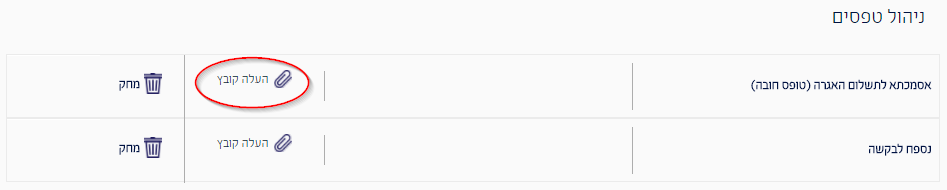 ניהול טפסים
אסמכתא לתשלום האגרה (טופס חובה)
העלה קובץ
מחק
נספח לבקשה
העלה קובץ
מחק